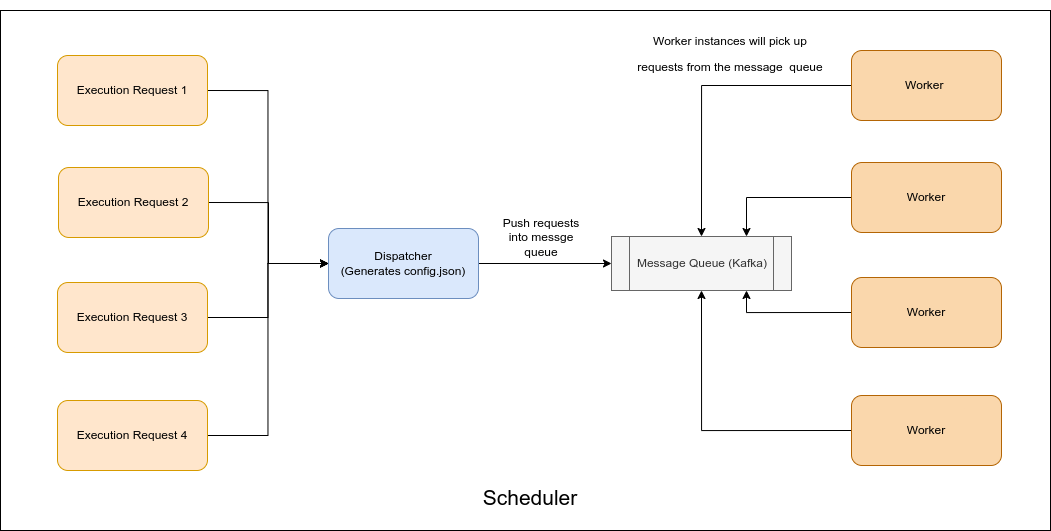 Worker instances will pick up
requests from the message queue
Execution Request 1
Worker
Execution Request 2
Worker
Push requests
into messge
queue
Dispatcher
(Generates config.json)
Message Queue (Kafka)
Execution Request 3
Worker
Execution Request 4
Worker
Scheduler